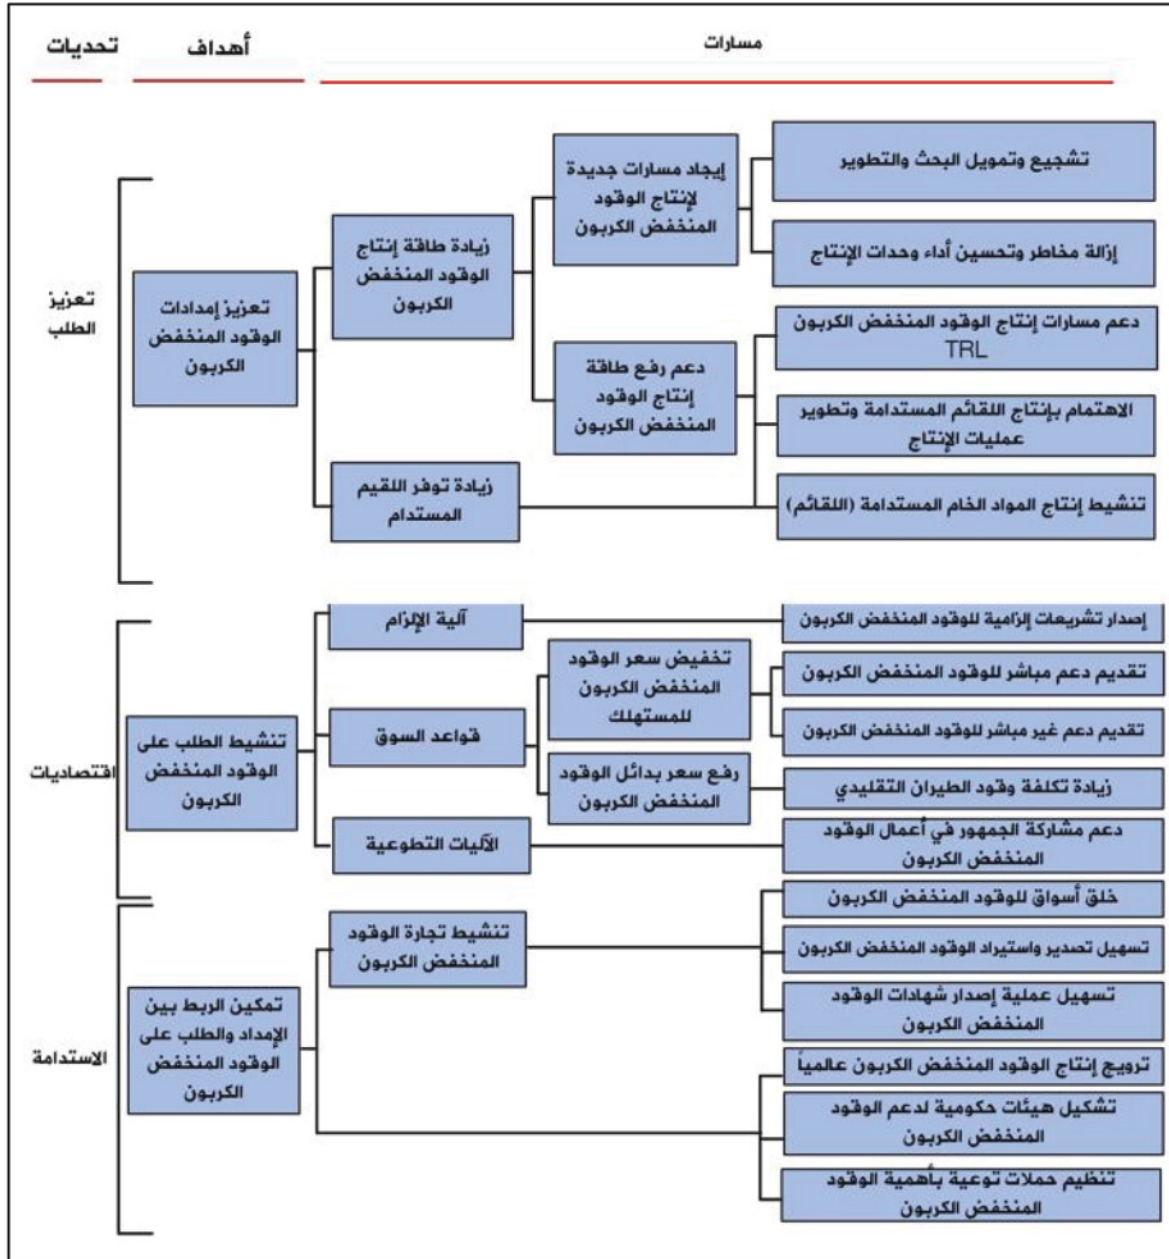 تحديات
أهداف
مسارات
تعزيز
الطلب
تعزيز إمدادات
الوقود المنخفض
الكربون
زيادة طاقة إنتاج
الوقود المنخفض
الكربون
إيجاد مسارات جديدة
لإنتاج الوقود
المنخفض الكربون
تشجيع وتمويل البحث والتطوير
إزالة مخاطر وتحسين أداء وحدات الإنتاج
دعم رفع طاقة
إنتاج الوقود
المنخفض الكربون
دعم مسارات إنتاج الوقود المنخفض الكربون
TRL
الاهتمام بإنتاج اللقائم المستدامة وتطوير
عمليات الإنتاج
زيادة توفر اللقيم
المستدام
تنشيط إنتاج المواد الخام المستدامة (اللقائم)
اقتصاديات
تنشيط الطلب على
الوقود المنخفض
الكربون
آلية الإلزام
إصدار تشريعات إلزامية للوقود المنخفض الكربون
قواعد السوق
تخفيض سعر الوقود
المنخفض الكربون
للمستهلك
تقديم دعم مباشر للوقود المنخفض الكربون
تقديم دعم غير مباشر للوقود المنخفض الكربون
رفع سعر بدائل الوقود
المنخفض الكربون
زيادة تكلفة وقود الطيران التقليدي
الآليات التطوعية
دعم مشاركة الجمهور في أعمال الوقود
المنخفض الكربون
الاستدامة
تمكين الربط بين
الإمداد والطلب على
الوقود المنخفض
الكربون
تنشيط تجارة الوقود
المنخفض الكربون
خلق أسواق للوقود المنخفض الكربون
تسهيل تصدير واستيراد الوقود المنخفض الكربون
تسهيل عملية إصدار شهادات الوقود
المنخفض الكربون
ترويج إنتاج الوقود المنخفض الكربون عالمياً
تشكيل هيئات حكومية لدعم الوقود
المنخفض الكربون
تنظيم حملات توعية بأهمية الوقود
المنخفض الكربون